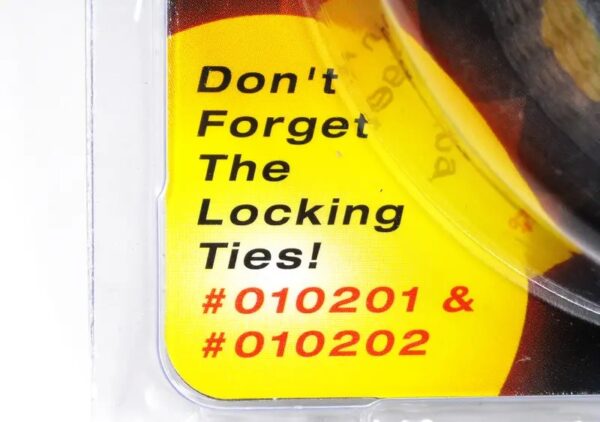 Don't
Forget
The
Locking
Ties!
#010201 &
#010202